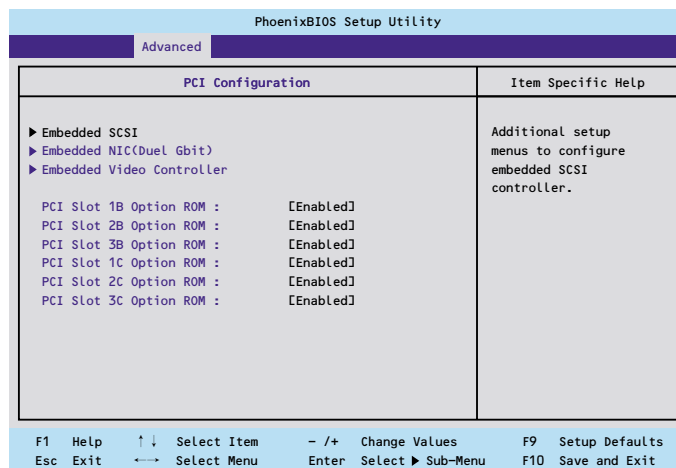 PhoenixBIOS Setup Utility
Advanced
PCI Configuration
Item Specific Help
▶ Embedded SCSI
▶ Embedded NIC(Duel Gbit)
▶ Embedded Video Controller
PCI Slot 1B Option ROM : [Enabled]
PCI Slot 2B Option ROM : [Enabled]
PCI Slot 3B Option ROM : [Enabled]
PCI Slot 1C Option ROM : [Enabled]
PCI Slot 2C Option ROM : [Enabled]
PCI Slot 3C Option ROM : [Enabled]
Additional setup
menus to configure
embedded SCSI
controller.
F1 Help ↑↓ Select Item - /+ Change Values F9 Setup Defaults
Esc Exit ←→ Select Menu Enter Select ▶ Sub-Menu F10 Save and Exit